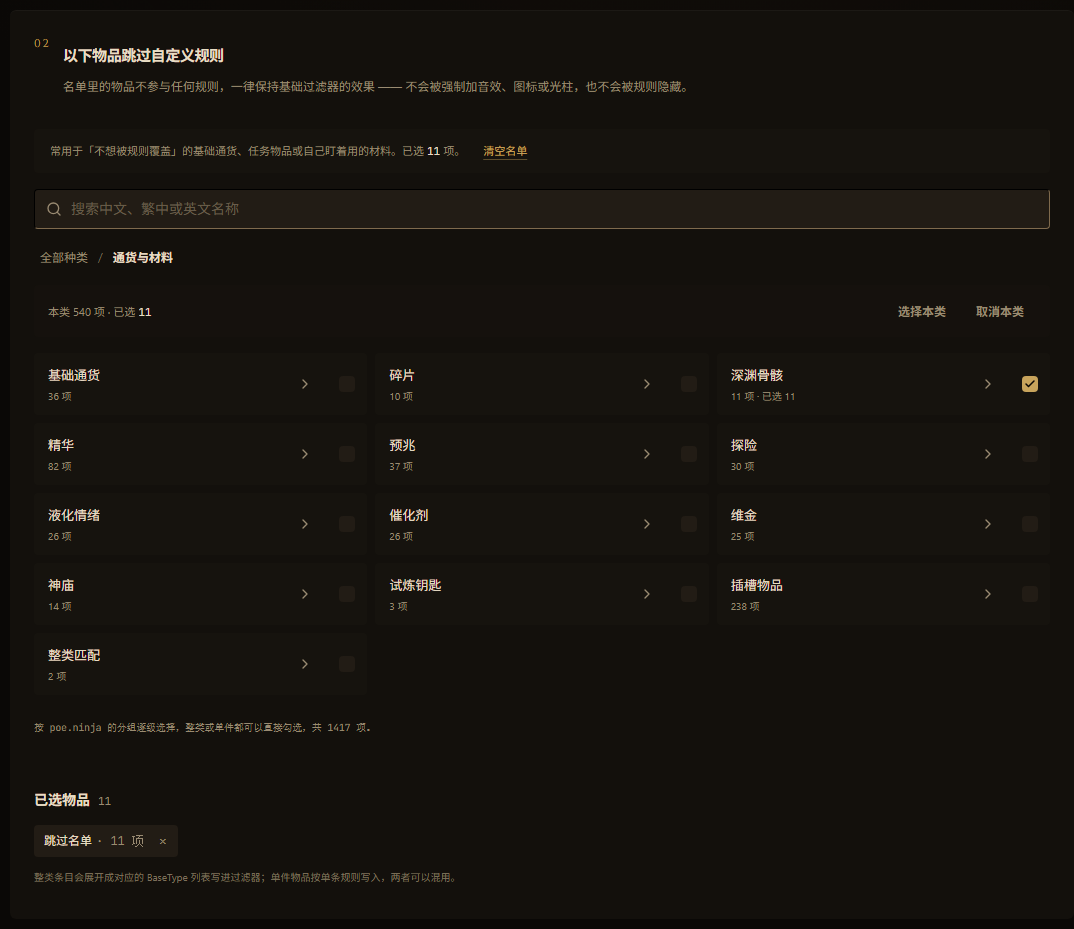 02
以下物品跳过自定义规则
名单里的物品不参与任何规则，一律保持基础过滤器的效果 —— 不会被强制加音效、图标或光柱，也不会被规则隐藏。
常用于「不想被规则覆盖」的基础通货、任务物品或自己盯着用的材料。已选 11 项。 清空名单
搜索中文、繁中或英文名称
全部种类 / 通货与材料
本类 540 项 · 已选 11 选择本类 取消本类
基础通货
36 项
碎片
10 项
深渊骨骸
11 项 · 已选 11
精华
82 项
预兆
37 项
探险
30 项
液化情绪
26 项
催化剂
26 项
维金
25 项
神庙
14 项
试炼钥匙
3 项
插槽物品
238 项
整类匹配
2 项
按 poe.ninja 的分组逐级选择，整类或单件都可以直接勾选，共 1417 项。
已选物品 11
跳过名单 · 11 项 ×
整类条目会展开成对应的 BaseType 列表写进过滤器；单件物品按单条规则写入，两者可以混用。